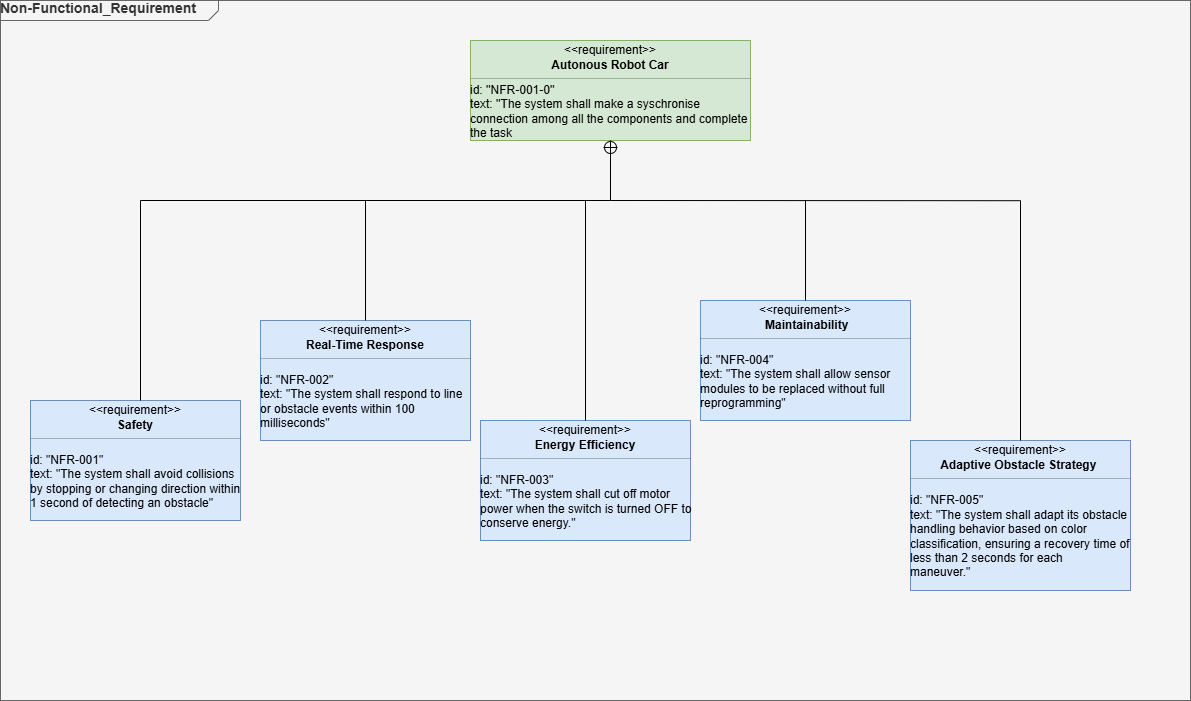 Non-Functional_Requirement
<<requirement>>
Autonous Robot Car
id: "NFR-001-0"
text: "The system shall make a syschronise
connection among all the components and complete
the task
<<requirement>>
Safety
id: "NFR-001"
text: "The system shall avoid collisions
by stopping or changing direction within
1 second of detecting an obstacle"
<<requirement>>
Real-Time Response
id: "NFR-002"
text: "The system shall respond to line
or obstacle events within 100
milliseconds"
<<requirement>>
Energy Efficiency
id: "NFR-003"
text: "The system shall cut off motor
power when the switch is turned OFF to
conserve energy."
<<requirement>>
Maintainability
id: "NFR-004"
text: "The system shall allow sensor
modules to be replaced without full
reprogramming"
<<requirement>>
Adaptive Obstacle Strategy
id: "NFR-005"
text: "The system shall adapt its obstacle
handling behavior based on color
classification, ensuring a recovery time of
less than 2 seconds for each
maneuver."